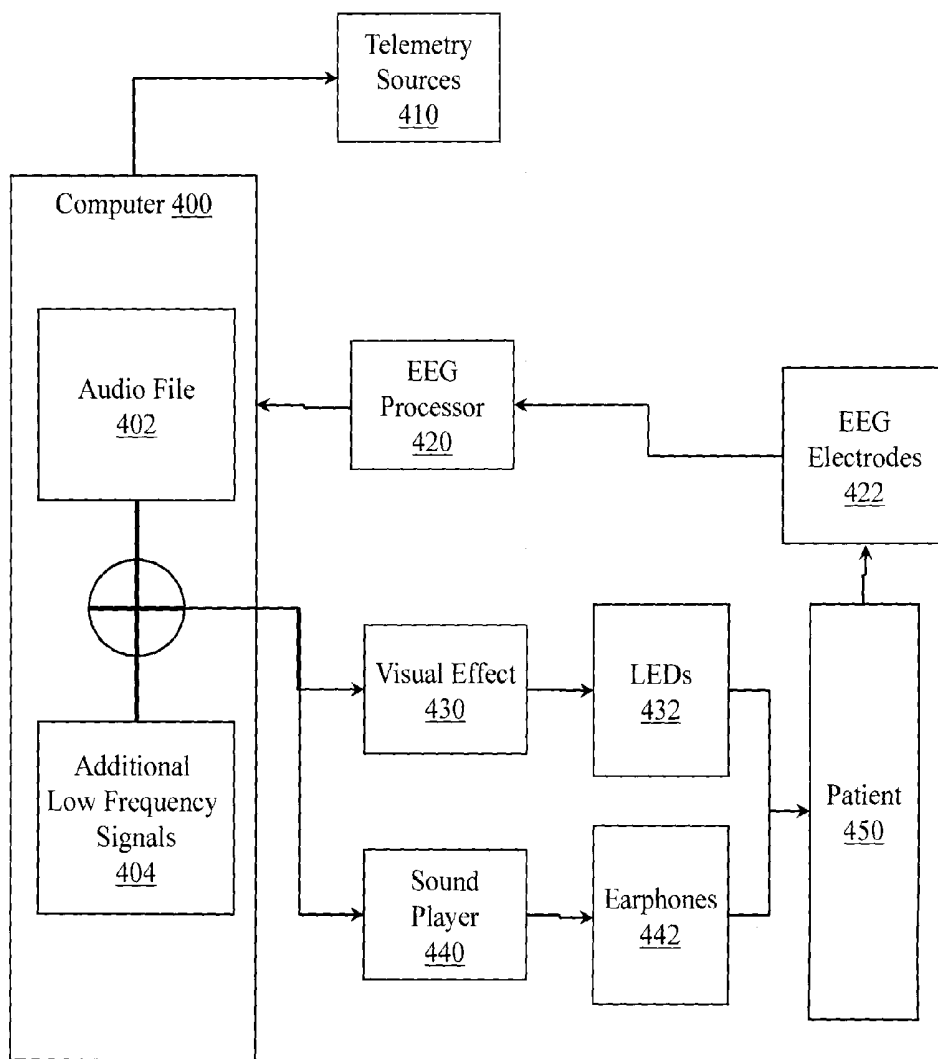 Telemetry
Sources
410
Computer 400
Audio File
402
EEG
Processor
420
EEG
Electrodes
422
Visual Effect
430
LEDs
432
Additional
Low Frequency
Signals
404
Sound
Player
440
Earphones
442
Patient
450